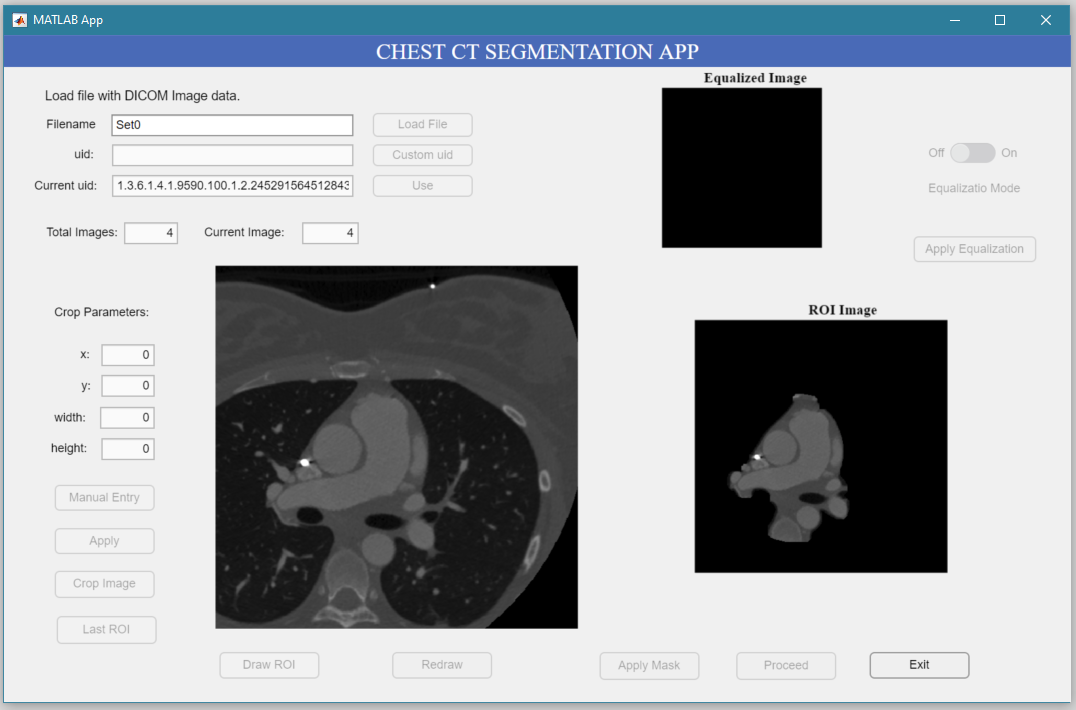 MATLAB App
CHEST CT SEGMENTATION APP
Load file with DICOM Image data.
Filename Set0 Load File
uid: Custom uid
Current uid: 1.3.6.1.4.1.9590.100.1.2.245291564512843 Use
Total Images: 4 Current Image: 4
Equalized Image
Off On
Equalizatio Mode
Apply Equalization
Crop Parameters:
x: 0
y: 0
width: 0
height: 0
Manual Entry
Apply
Crop Image
Last ROI
ROI Image
Draw ROI Redraw Apply Mask Proceed Exit